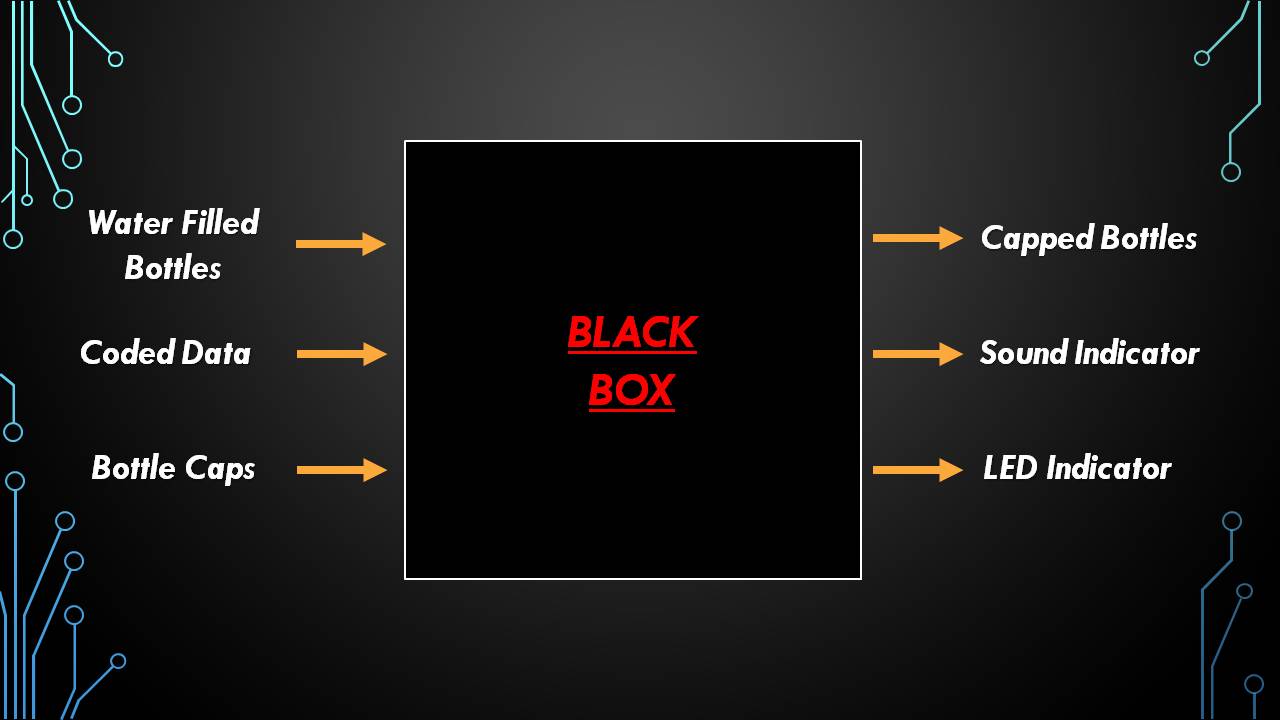 Water Filled
Bottles
Coded Data
Bottle Caps
BLACK
BOX
Capped Bottles
Sound Indicator
LED Indicator